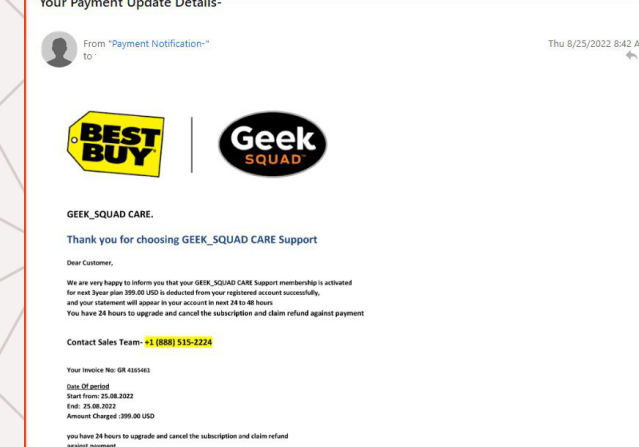 Your Payment Update Details-
From "Payment Notification-"
to
Thu 8/25/2022 8:42 A
BEST
BUY
Geek
SQUAD
GEEK_SQUAD CARE.
Thank you for choosing GEEK_SQUAD CARE Support
Dear Customer,
We are very happy to inform you that your GEEK_SQUAD CARE Support membership is activated
for next 3year plan 399.00 USD is deducted from your registered account successfully,
and your statement will appear in your account in next 24 to 48 hours
You have 24 hours to upgrade and cancel the subscription and claim refund against payment
Contact Sales Team- +1 (888) 515-2224
Your Invoice No: GR 4165461
Date Of period
Start from: 25.08.2022
End: 25.08.2022
Amount Charged :399.00 USD
you have 24 hours to upgrade and cancel the subscription and claim refund
against payment